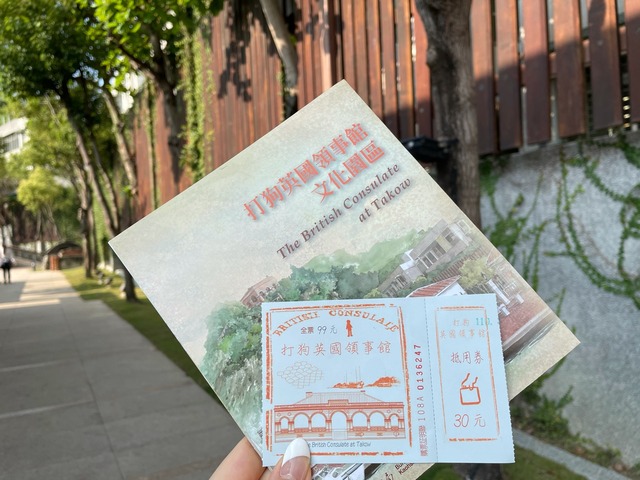 打狗英國領事館
文化園區
The British Consulate
at Takow
BRITISH CONSULATE
全票 99 元
打狗英國領事館
The British Consulate at Takow
108A 0136247
抵用券
30 元